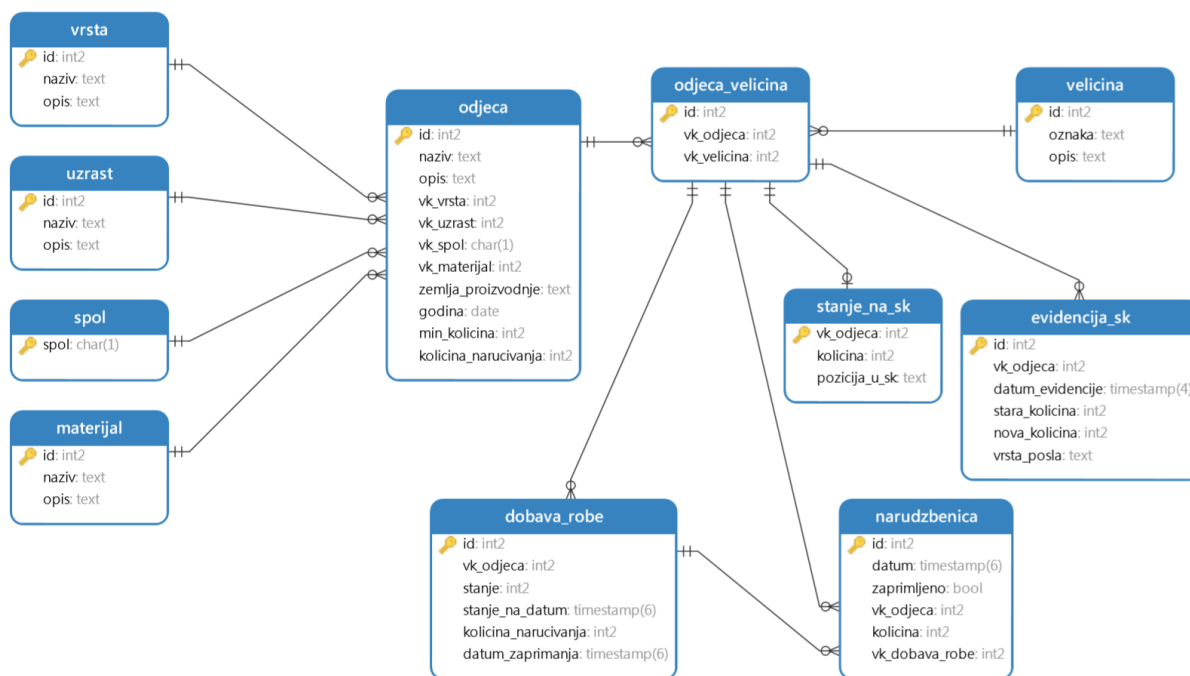 vrsta
id: int2
naziv: text
opis: text
uzrast
id: int2
naziv: text
opis: text
spol
spol: char(1)
materijal
id: int2
naziv: text
opis: text
odjeca
id: int2
naziv: text
opis: text
vk_vrsta: int2
vk_uzrast: int2
vk_spol: char(1)
vk_materijal: int2
zemlja_proizvodnje: text
godina: date
min_kolicina: int2
kolicina_narucivanja: int2
odjeca_velicina
id: int2
vk_odjeca: int2
vk_velicina: int2
velicina
id: int2
oznaka: text
opis: text
stanje_na_sk
vk_odjeca: int2
kolicina: int2
pozicija_u_sk: text
evidencija_sk
id: int2
vk_odjeca: int2
datum_evidencije: timestamp(4)
stara_kolicina: int2
nova_kolicina: int2
vrsta_posla: text
dobava_robe
id: int2
vk_odjeca: int2
stanje: int2
stanje_na_datum: timestamp(6)
kolicina_narucivanja: int2
datum_zaprimanja: timestamp(6)
narudzbenica
id: int2
datum: timestamp(6)
zaprimljeno: bool
vk_odjeca: int2
kolicina: int2
vk_dobava_robe: int2